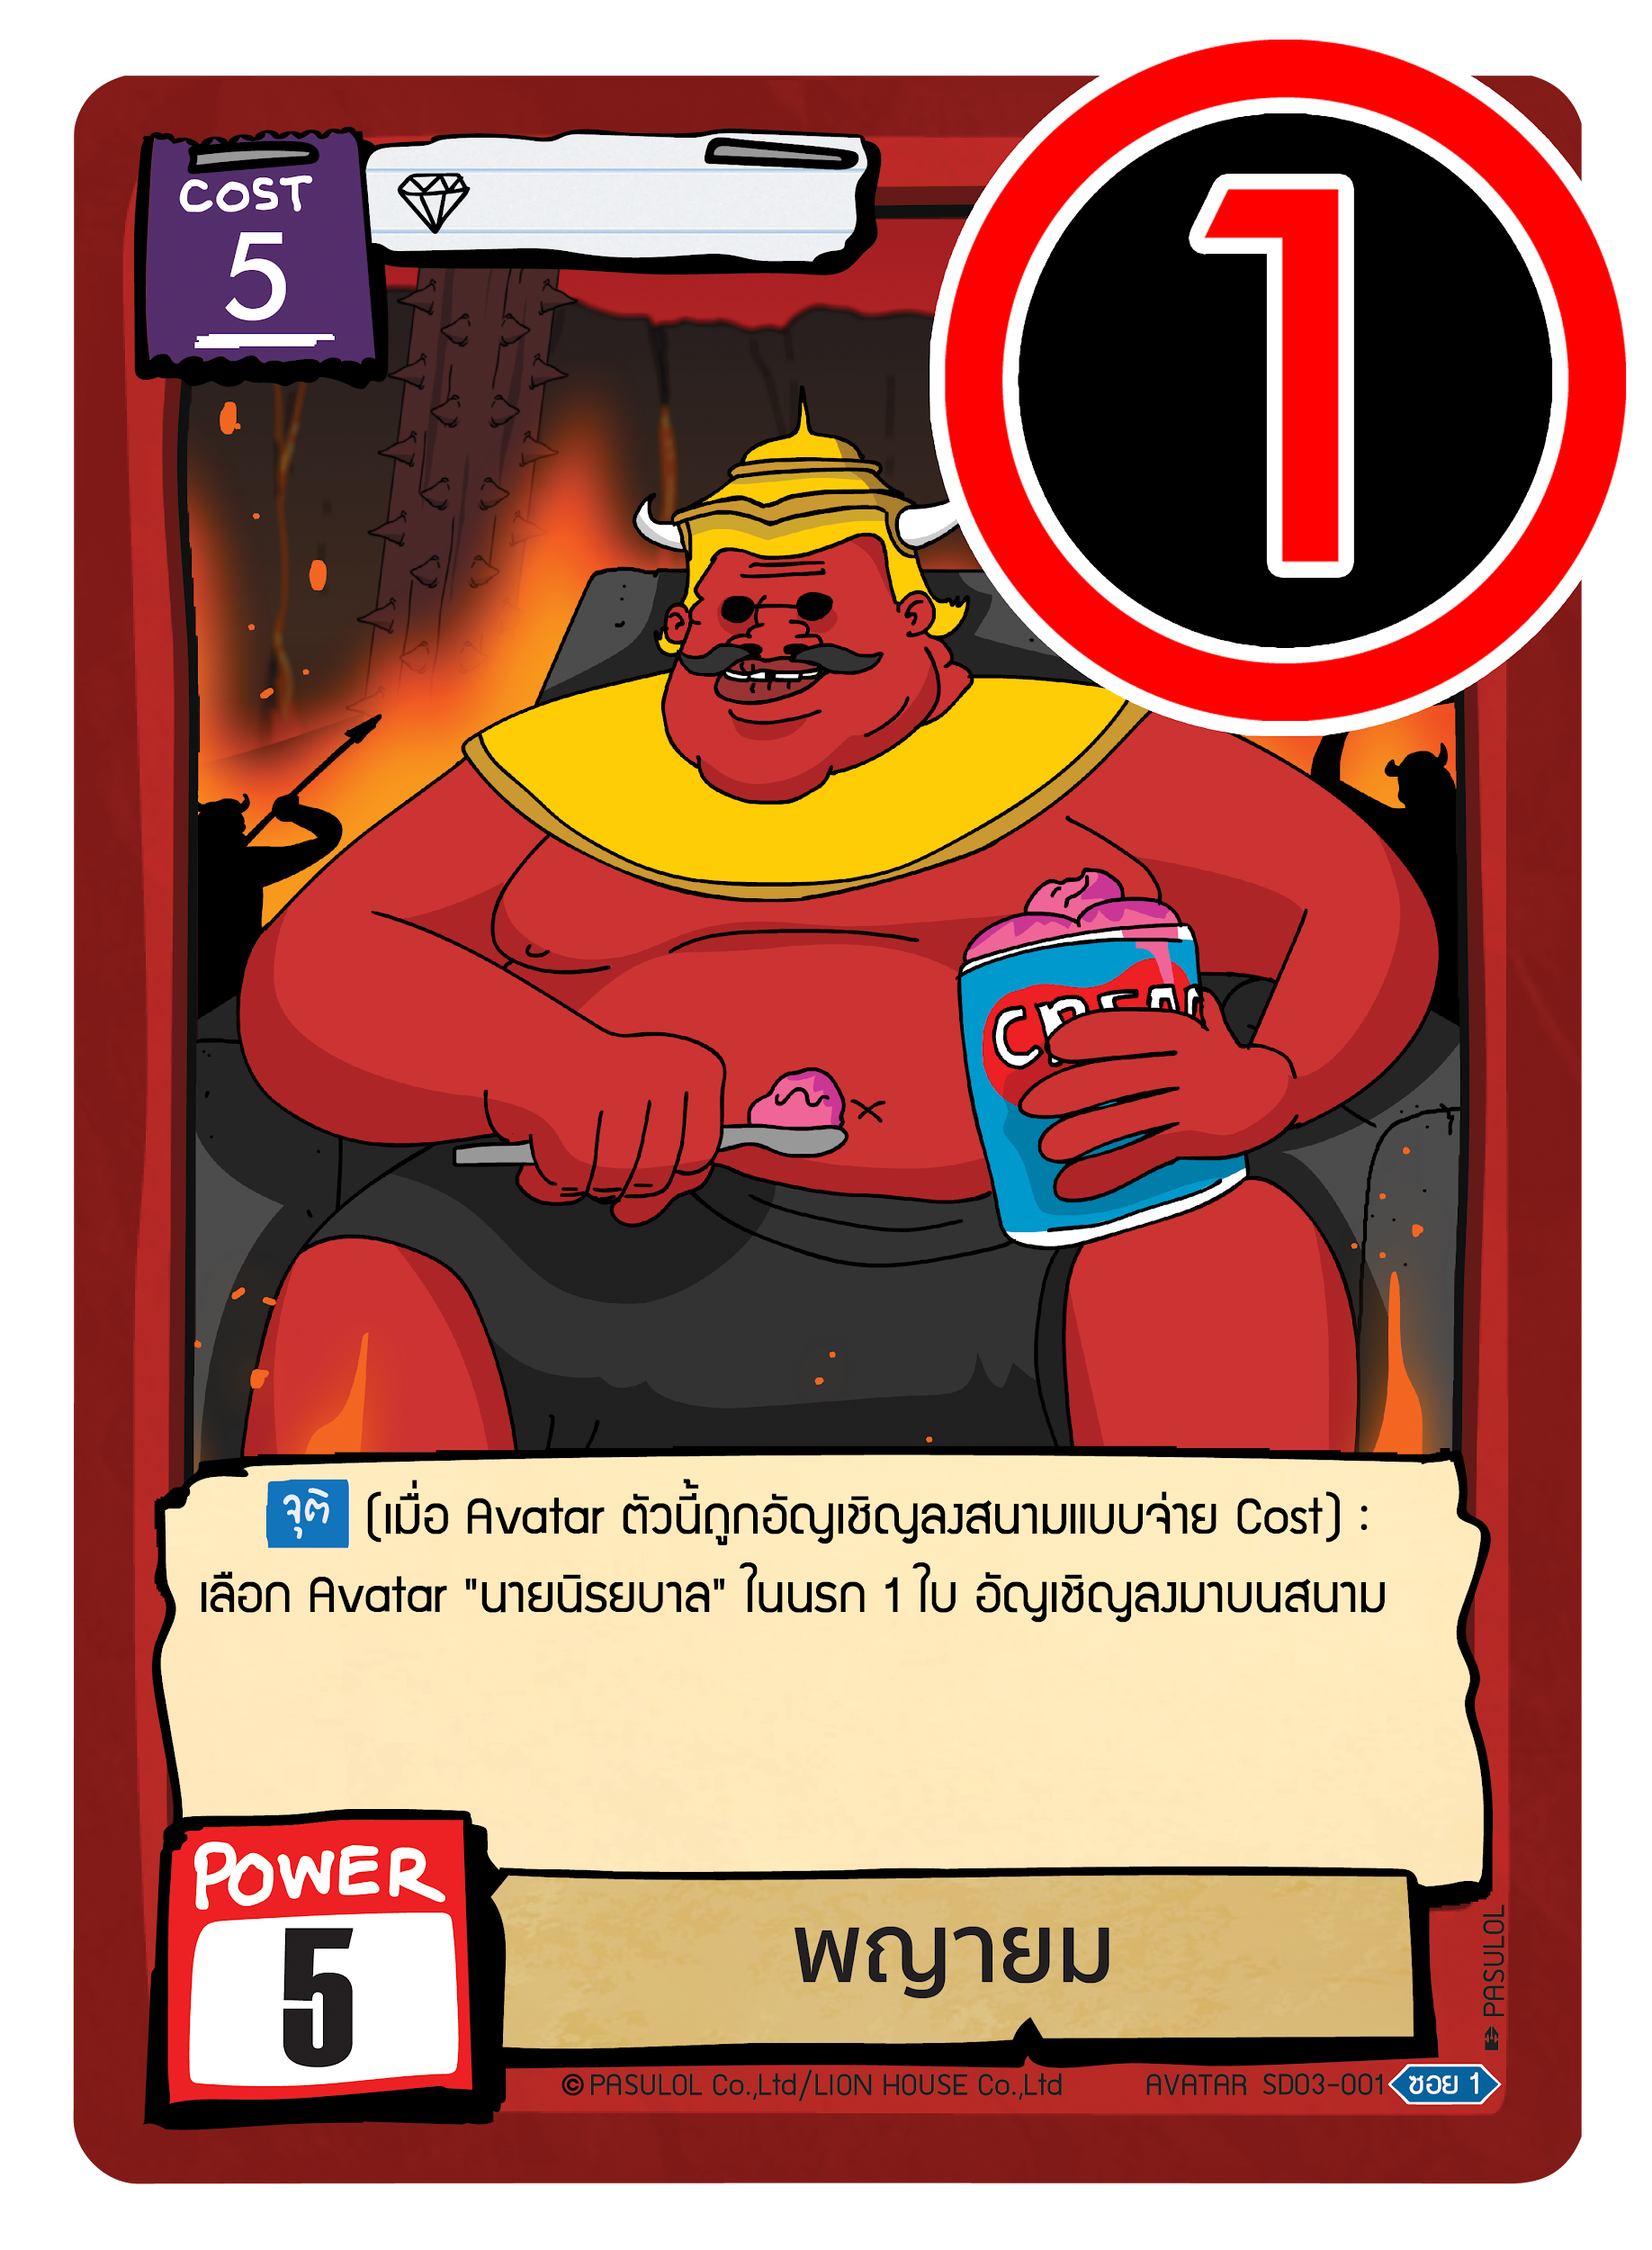 COST
5
1
CREA
จุติ (เมื่อ Avatar ตัวนี้ถูกอัญเชิญลงสนามแบบจ่าย Cost) :
เลือก Avatar "นายนิรยบาล" ในนรก 1 ใบ อัญเชิญลงมาบนสนาม
POWER
5
พญายม
PASULOL
© PASULOL Co.,Ltd/LION HOUSE Co.,Ltd
AVATAR SD03-001 ซอย 1